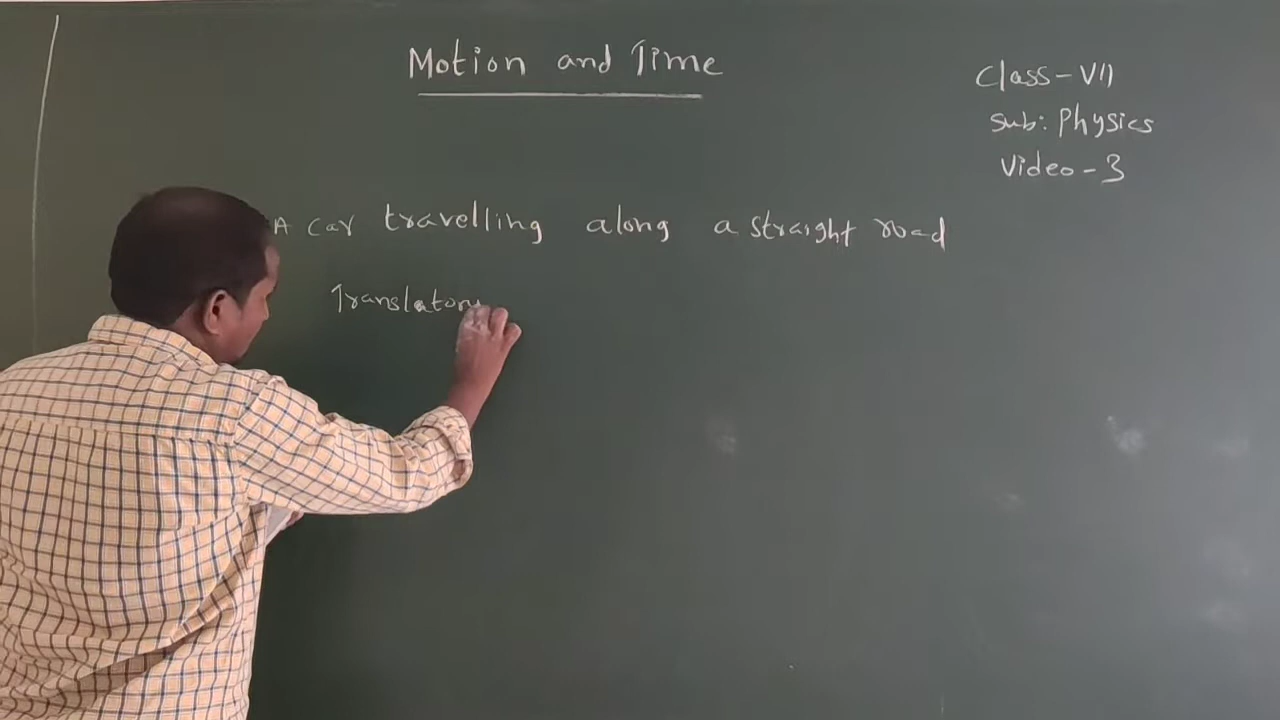 Motion and Time
Class-VII
Sub: Physics
Video-3
A car travelling along a straight road
Translatory